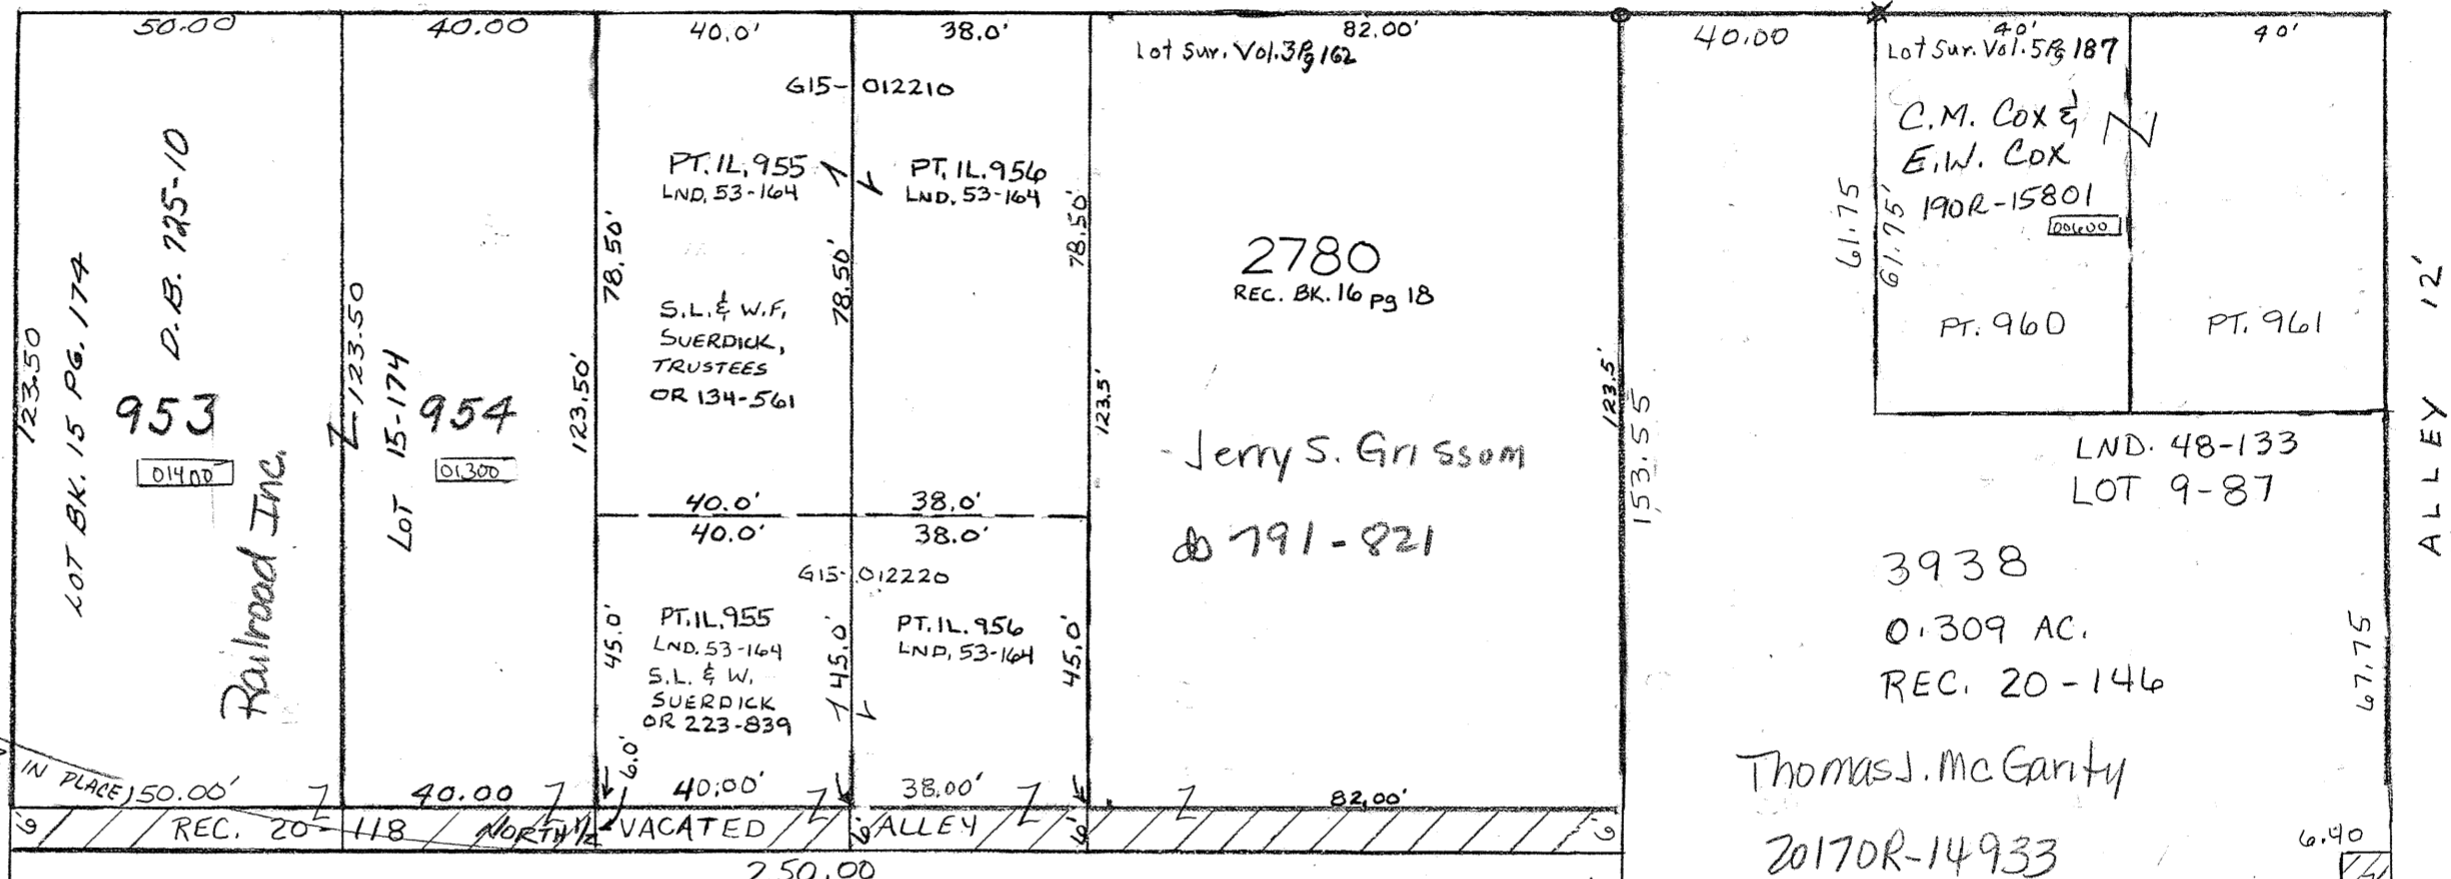 50.00
40.00
40.0'
38.0'
82.00'
40.00
40'
40'
Lot Sur. Vol.3 Pg 162
Lot Sur. Vol.5 Pg 187
G15-012210
C.M. Cox &
E.W. Cox
190R-15801
PT. IL. 955
LND. 53-164
PT. IL. 956
LND. 53-164
78.50'
78.50'
78.50'
61.75
61.75'
PT. 960
PT. 961
ALLEY 12'
2780
REC. BK. 16 pg 18
S.L. & W.F.
SUERDICK,
TRUSTEES
OR 134-561
123.50
LOT BK. 15 PG. 174
D.B. 725-10
953
01400
Railroad Inc.
123.50
LOT 15-174
954
01300
123.50'
123.5'
123.5'
153.55
Jerry S. Grissom
db 791-821
LND. 48-133
LOT 9-87
40.0'
38.0'
40.0'
38.0'
G15-012220
PT. IL. 955
LND. 53-164
S.L. & W.
SUERDICK
OR 223-839
PT. IL. 956
LND. 53-164
45.0'
45.0'
45.0'
3938
0.309 AC.
REC. 20-146
67.75
Thomas J. McGarity
20170R-14933
6.40
IN PLACE)
50.00'
40.00
6.0'
40.00'
38.00'
82.00'
6'
REC. 20-118
NORTH 1/2
VACATED
6'
ALLEY
6'
6'
250.00